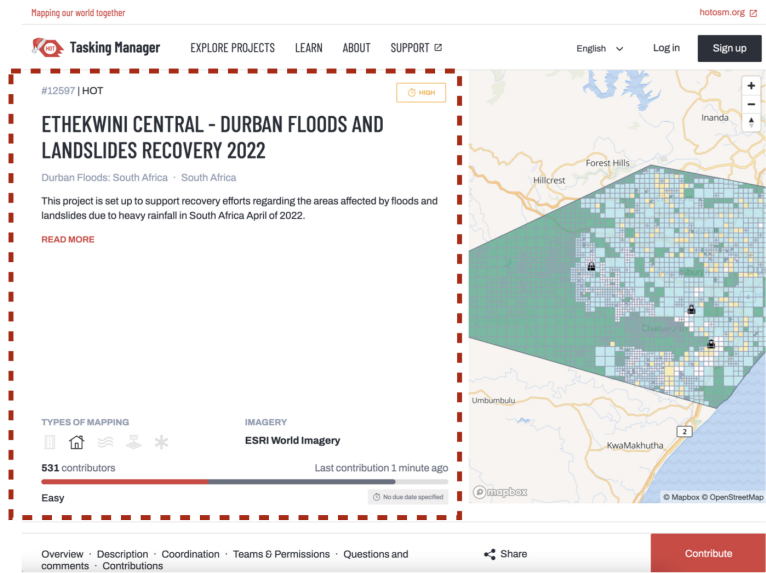 Mapping our world together
hotosm.org
HOT Tasking Manager
EXPLORE PROJECTS LEARN ABOUT SUPPORT
English
Log in
Sign up
#12597 | HOT
HIGH
ETHEKWINI CENTRAL - DURBAN FLOODS AND
LANDSLIDES RECOVERY 2022
Durban Floods: South Africa · South Africa
This project is set up to support recovery efforts regarding the areas affected by floods and
landslides due to heavy rainfall in South Africa April of 2022.
READ MORE
TYPES OF MAPPING
IMAGERY
ESRI World Imagery
531 contributors
Last contribution 1 minute ago
Easy
No due date specified
Inanda
Forest Hills
Hillcrest
Umbumbulu
2
KwaMakhutha
mapbox
© Mapbox © OpenStreetMap
Overview · Description · Coordination · Teams & Permissions · Questions and
comments · Contributions
Share
Contribute